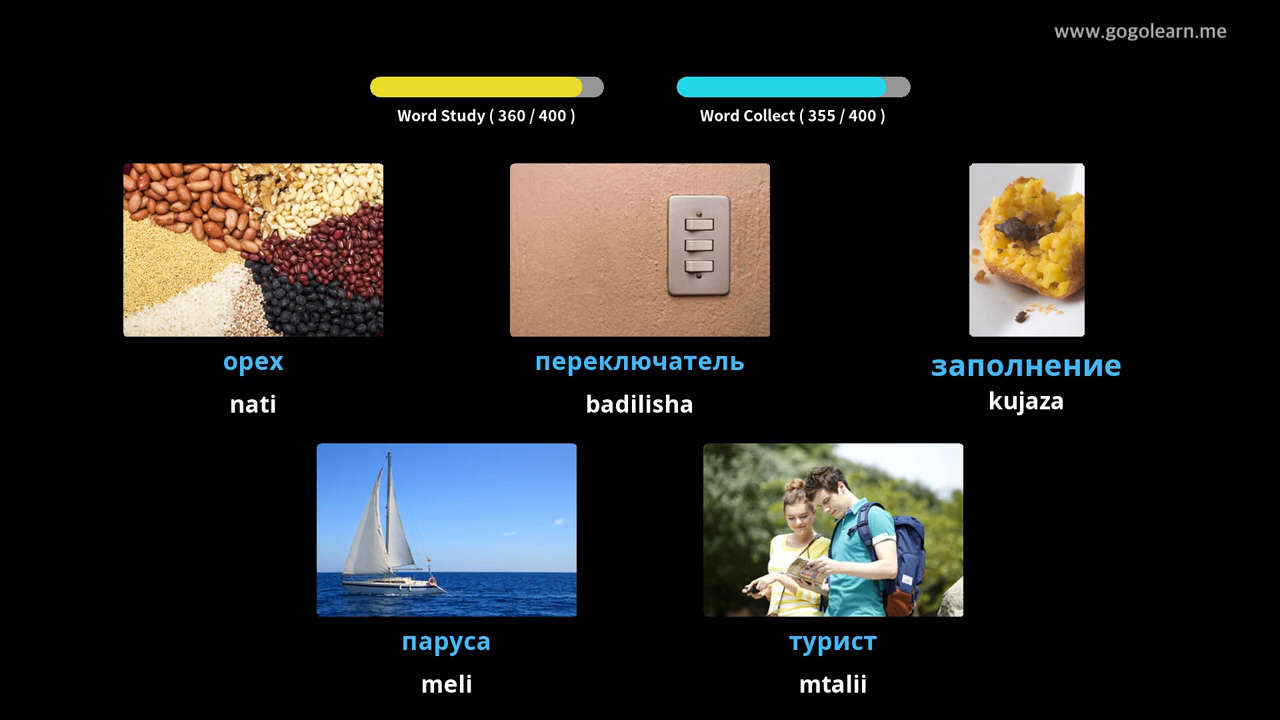 www.gogolearn.me
Word Study ( 360 / 400 )
Word Collect ( 355 / 400 )
орех
переключатель
заполнение
nati
badilisha
kujaza
паруса
турист
meli
mtalii